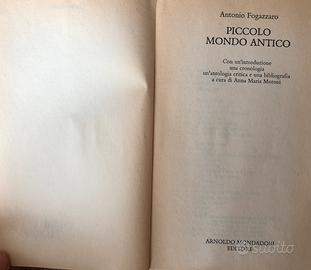 Antonio Fogazzaro
PICCOLO
MONDO ANTICO
Con un'introduzione
una cronologia
un'antologia critica e una bibliografia
a cura di Anna Maria Moroni
subito
ARNOLDO MONDADORI
EDITORE